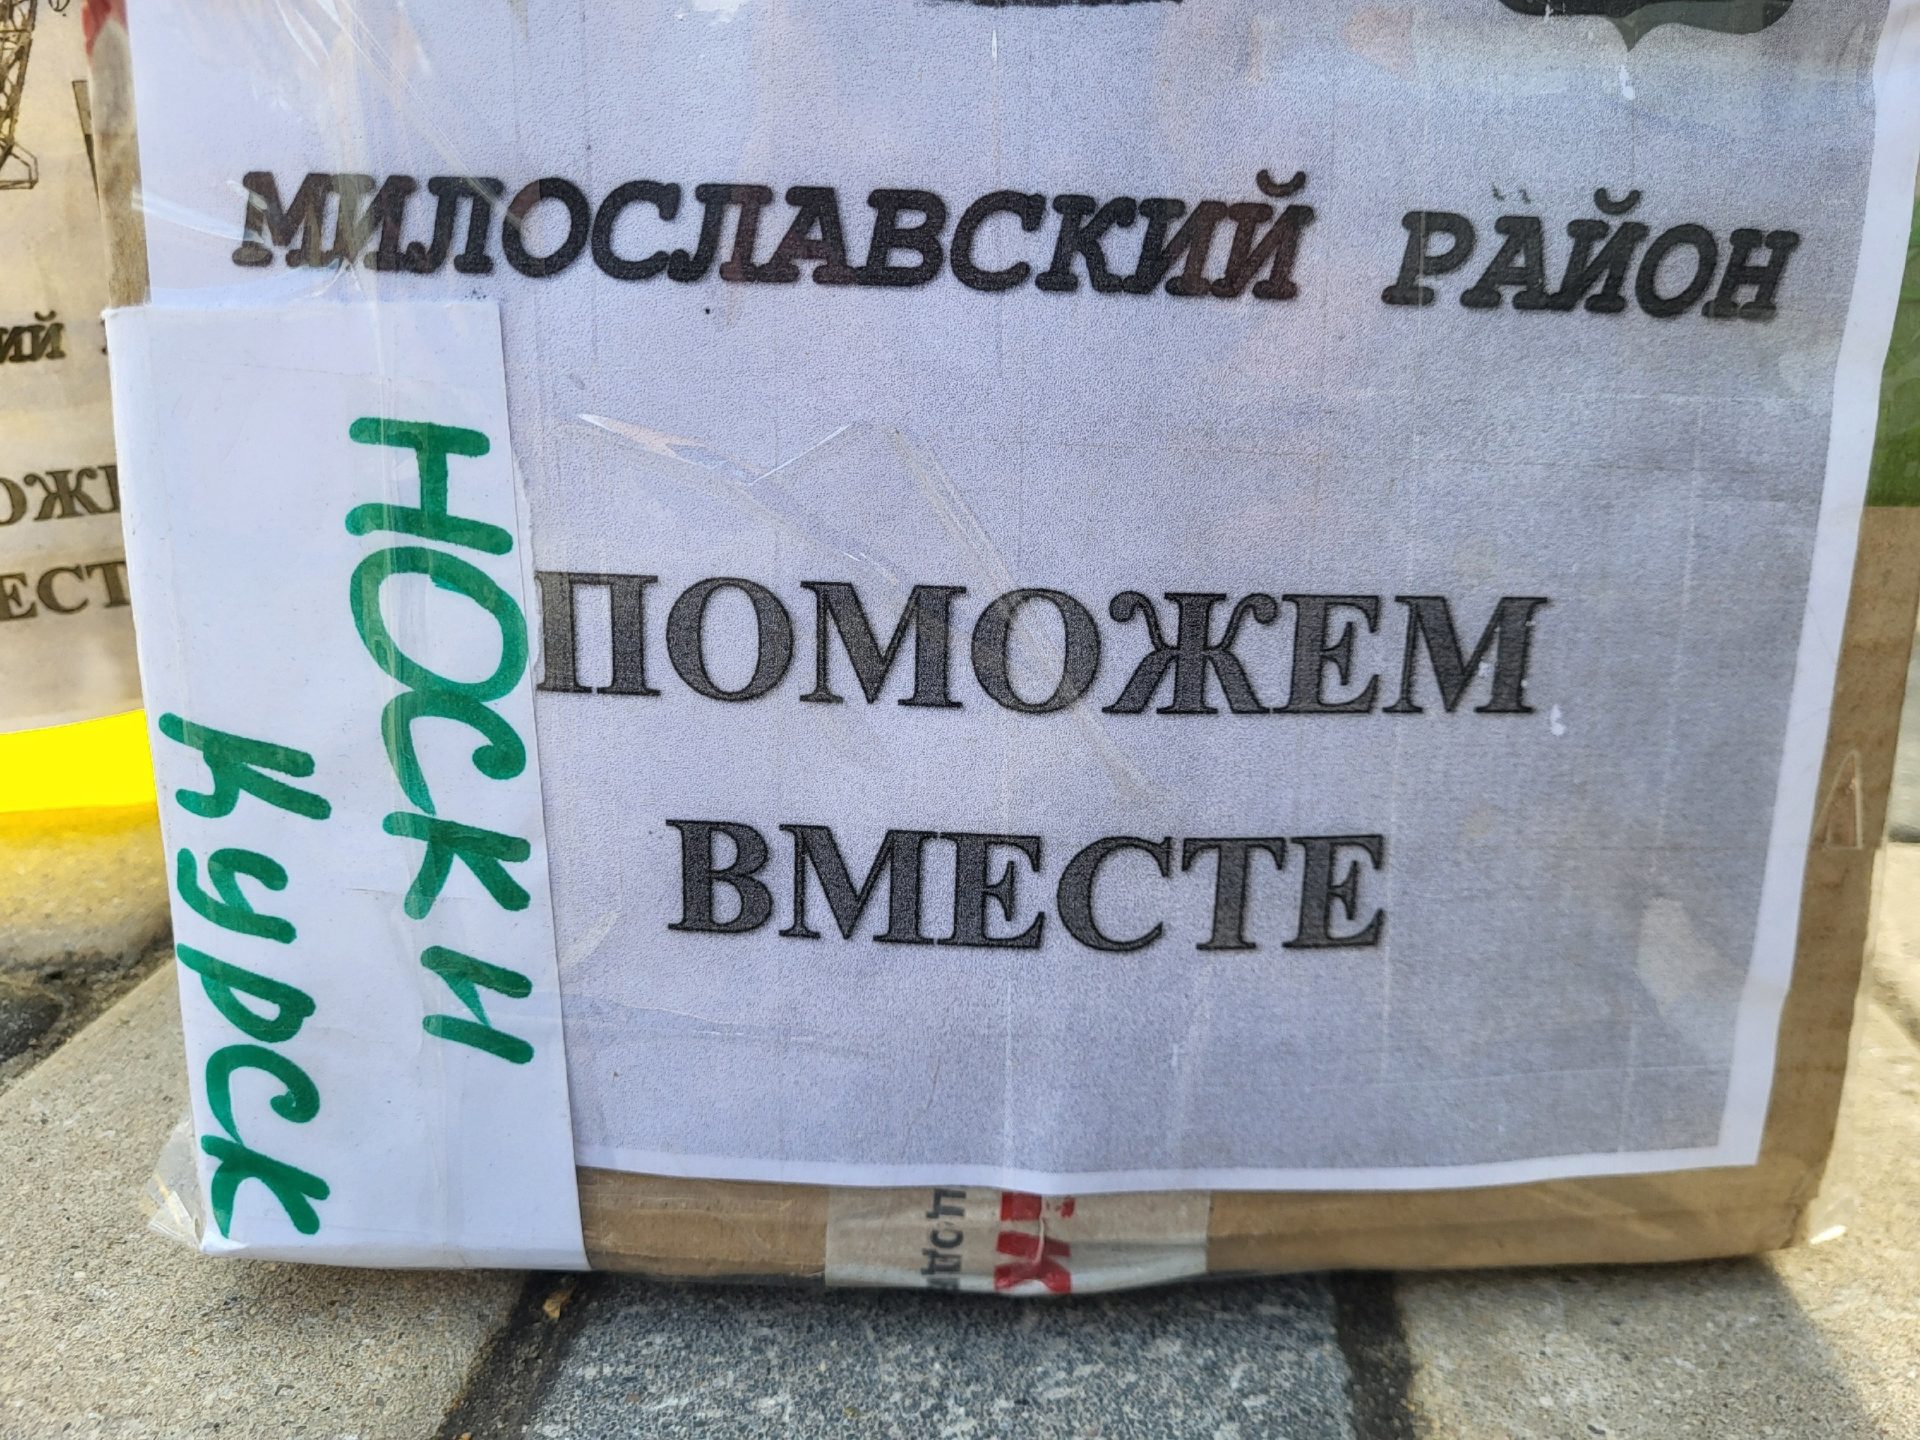 МИЛОСЛАВСКИЙ РАЙОН
ПОМОЖЕМ
ВМЕСТЕ
НОСКИ
КУРСК